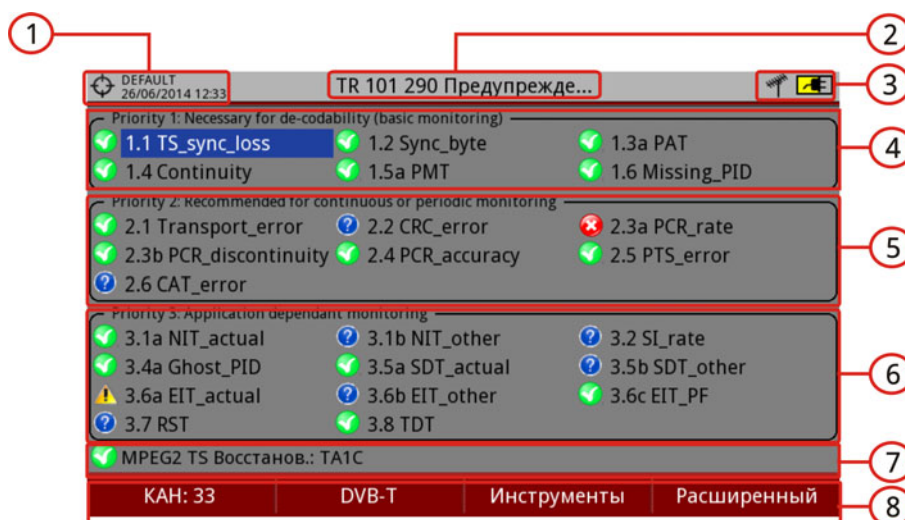 1
2
DEFAULT
26/06/2014 12:33
TR 101 290 Предупрежде...
3
Priority 1: Necessary for de-codability (basic monitoring)
1.1 TS_sync_loss 1.2 Sync_byte 1.3a PAT
4
1.4 Continuity 1.5a PMT 1.6 Missing_PID
Priority 2: Recommended for continuous or periodic monitoring
2.1 Transport_error 2.2 CRC_error 2.3a PCR_rate
5
2.3b PCR_discontinuity 2.4 PCR_accuracy 2.5 PTS_error
2.6 CAT_error
Priority 3: Application dependant monitoring
3.1a NIT_actual 3.1b NIT_other 3.2 SI_rate
3.4a Ghost_PID 3.5a SDT_actual 3.5b SDT_other
6
3.6a EIT_actual 3.6b EIT_other 3.6c EIT_PF
3.7 RST 3.8 TDT
MPEG2 TS Восстанов.: TA1C
7
КАН: 33 DVB-T Инструменты Расширенный
8